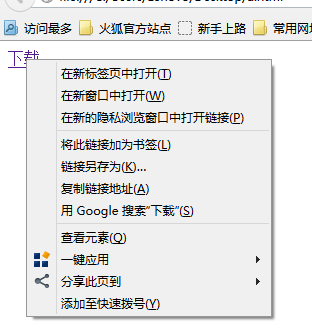 访问最多 火狐官方站点 新手上路 常用网
下载
在新标签页中打开(T)
在新窗口中打开(W)
在新的隐私浏览窗口中打开链接(P)
将此链接加为书签(L)
链接另存为(K)...
复制链接地址(A)
用 Google 搜索“下载”(S)
查看元素(Q)
一键应用
分享此页到
添加至快速拨号(Y)